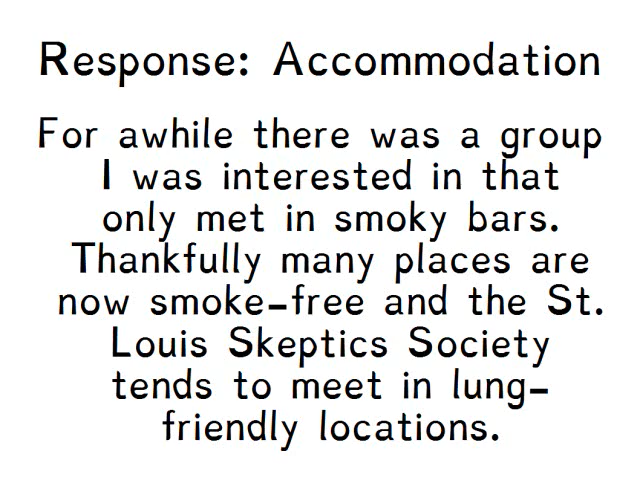 Response: Accommodation
For awhile there was a group
I was interested in that
only met in smoky bars.
Thankfully many places are
now smoke-free and the St.
Louis Skeptics Society
tends to meet in lung-
friendly locations.